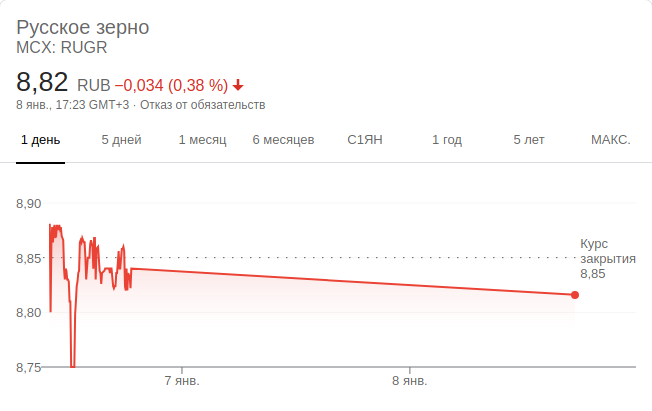 Русское зерно
MCX: RUGR
8,82 RUB −0,034 (0,38 %)
8 янв., 17:23 GMT+3 · Отказ от обязательств
1 день 5 дней 1 месяц 6 месяцев С1ЯН 1 год 5 лет МАКС.
8,90
8,85
8,80
8,75
Курс
закрытия
8,85
7 янв. 8 янв.